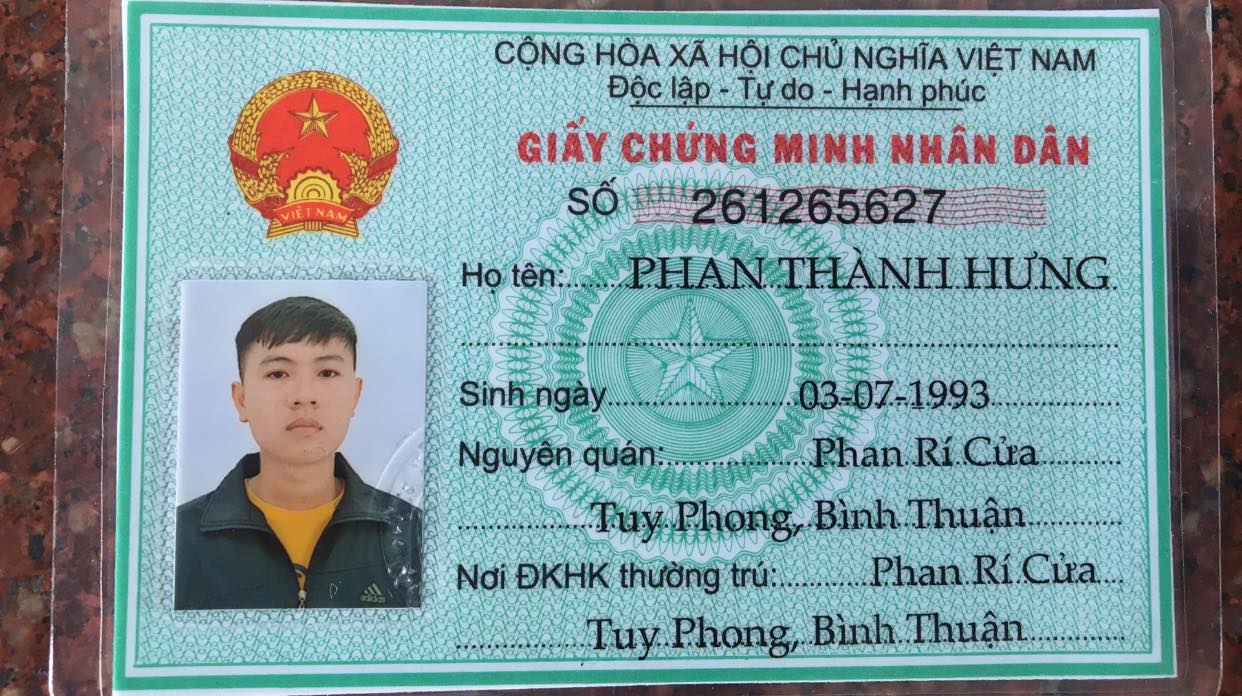 CỘNG HÒA XÃ HỘI CHỦ NGHĨA VIỆT NAM
Độc lập - Tự do - Hạnh phúc
GIẤY CHỨNG MINH NHÂN DÂN
SỐ 261265627
VIỆT NAM
Họ tên: PHAN THÀNH HƯNG
Sinh ngày 03-07-1993
Nguyên quán: Phan Rí Cửa
Tuy Phong, Bình Thuận
Nơi ĐKHK thường trú: Phan Rí Cửa
Tuy Phong, Bình Thuận
adidas